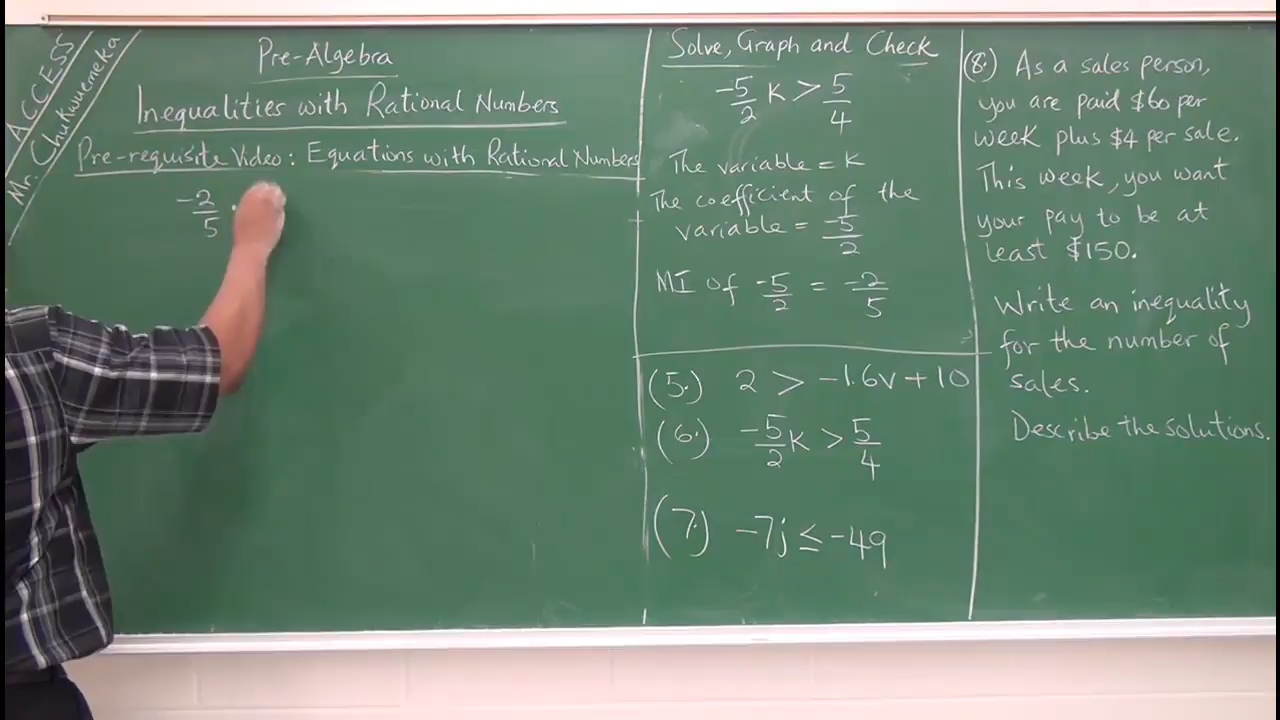 ACCESS
Mr. Chukwuemeka
Pre-Algebra
Inequalities with Rational Numbers
Pre-requisite Video: Equations with Rational Numbers
-2/5 ·
Solve, Graph and Check
-5/2 K > 5/4
The variable = K
The coefficient of the
variable = -5/2
MI of -5/2 = -2/5
(5.) 2 > -1.6v + 10
(6.) -5/2 K > 5/4
(7.) -7j ≤ -49
(8.) As a sales person,
you are paid $60 per
week plus $4 per sale.
This week, you want
your pay to be at
least $150.
Write an inequality
for the number of
sales.
Describe the solutions.